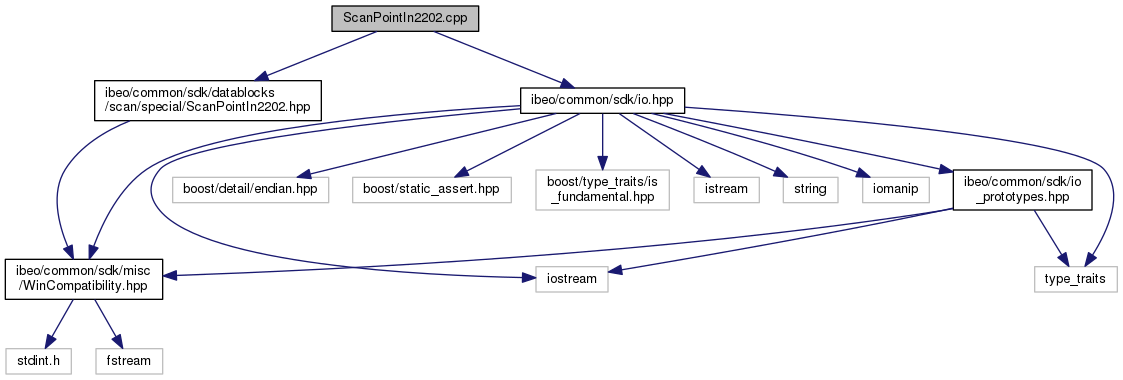 ScanPointIn2202.cpp
ibeo/common/sdk/datablocks
/scan/special/ScanPointIn2202.hpp
ibeo/common/sdk/io.hpp
boost/detail/endian.hpp
boost/static_assert.hpp
boost/type_traits/is
_fundamental.hpp
istream
string
iomanip
ibeo/common/sdk/io
_prototypes.hpp
ibeo/common/sdk/misc
/WinCompatibility.hpp
iostream
type_traits
stdint.h
fstream